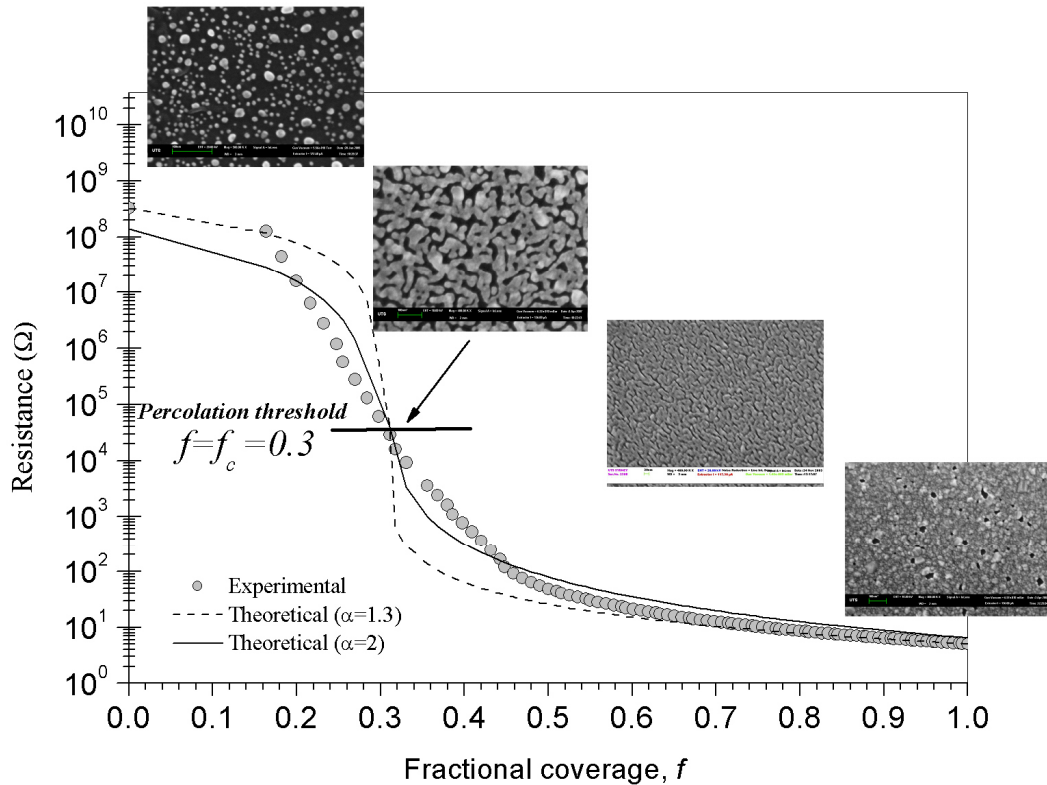 10^10
10^9
10^8
10^7
10^6
10^5
10^4
10^3
10^2
10^1
10^0
Resistance (Ω)
Percolation threshold
f=f_c=0.3
Experimental
Theoretical (α=1.3)
Theoretical (α=2)
0.0 0.1 0.2 0.3 0.4 0.5 0.6 0.7 0.8 0.9 1.0
Fractional coverage, f
UTS
UTS
UTS